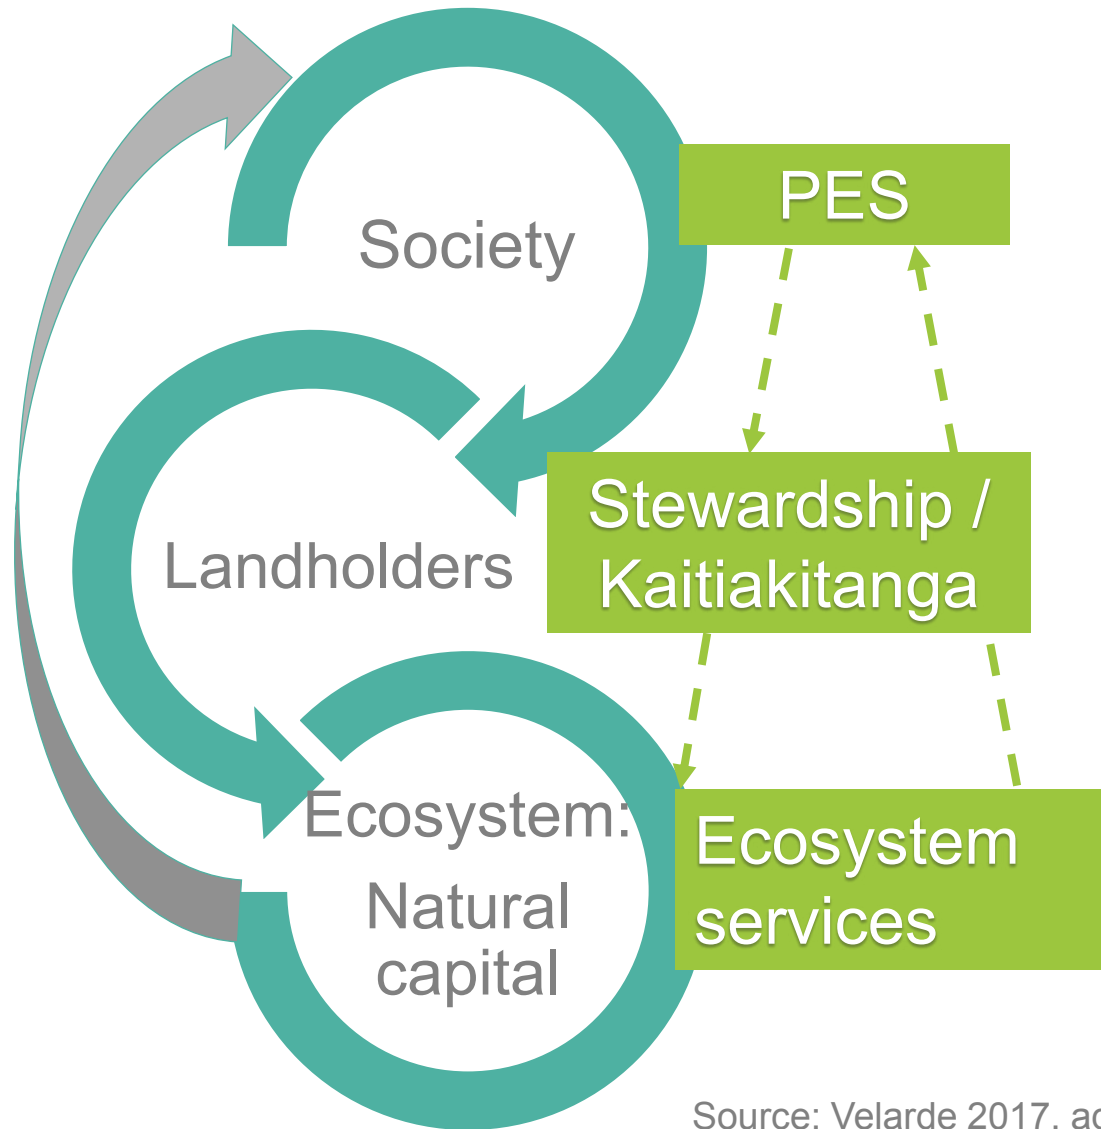 Society
PES
Landholders
Stewardship /
Kaitiakitanga
Ecosystem:
Natural
capital
Ecosystem
services
Source: Velarde 2017,